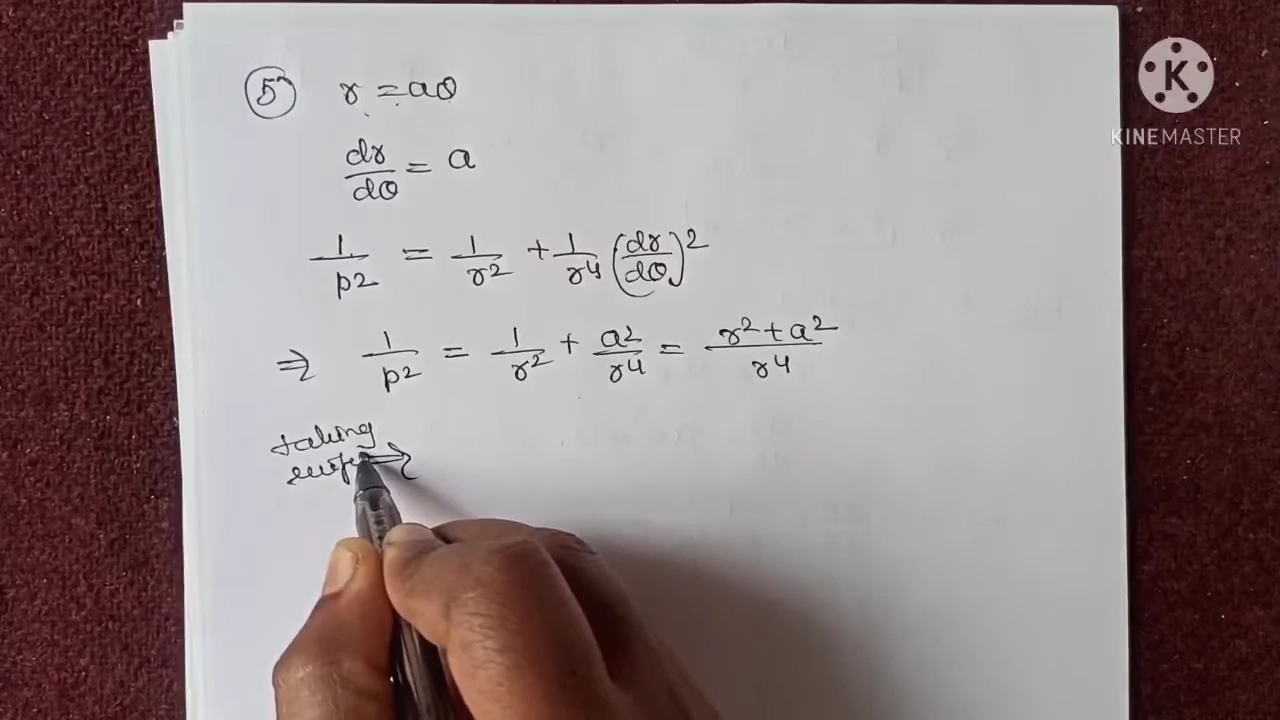 5 r = aθ
dr/dθ = a
1/p² = 1/r² + 1/r⁴ (dr/dθ)²
⇒ 1/p² = 1/r² + a²/r⁴ = r² + a²/r⁴
taking
⇒
K
KINEMASTER